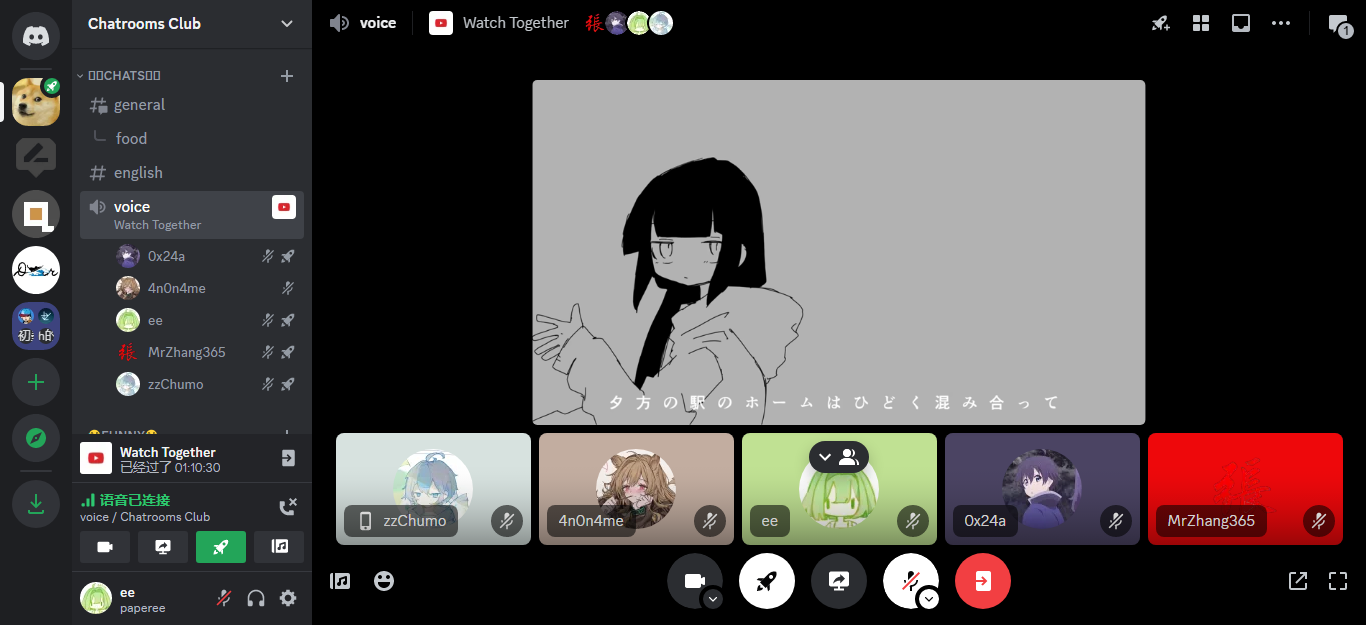 Chatrooms Club
CHATS
general
food
english
voice
Watch Together
0x24a
4n0n4me
ee
MrZhang365
zzChumo
Watch Together
已经过了 01:10:30
语音已连接
voice / Chatrooms Club
ee
paperee
voice
Watch Together
1
夕方の駅のホームはひどく混み合って
zzChumo
4n0n4me
ee
0x24a
MrZhang365